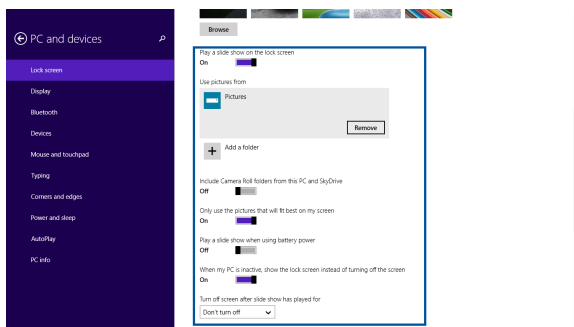 Browse
PC and devices
Play a slide show on the lock screen
On
Lock screen
Use pictures from
Display
Pictures
Bluetooth
Devices
Remove
Mouse and touchpad
Add a folder
Typing
Include Camera Roll folders from this PC and SkyDrive
Off
Corners and edges
Only use the pictures that will fit best on my screen
On
Power and sleep
Play a slide show when using battery power
AutoPlay
Off
PC info
When my PC is inactive, show the lock screen instead of turning off the screen
On
Turn off screen after slide show has played for
Don't turn off